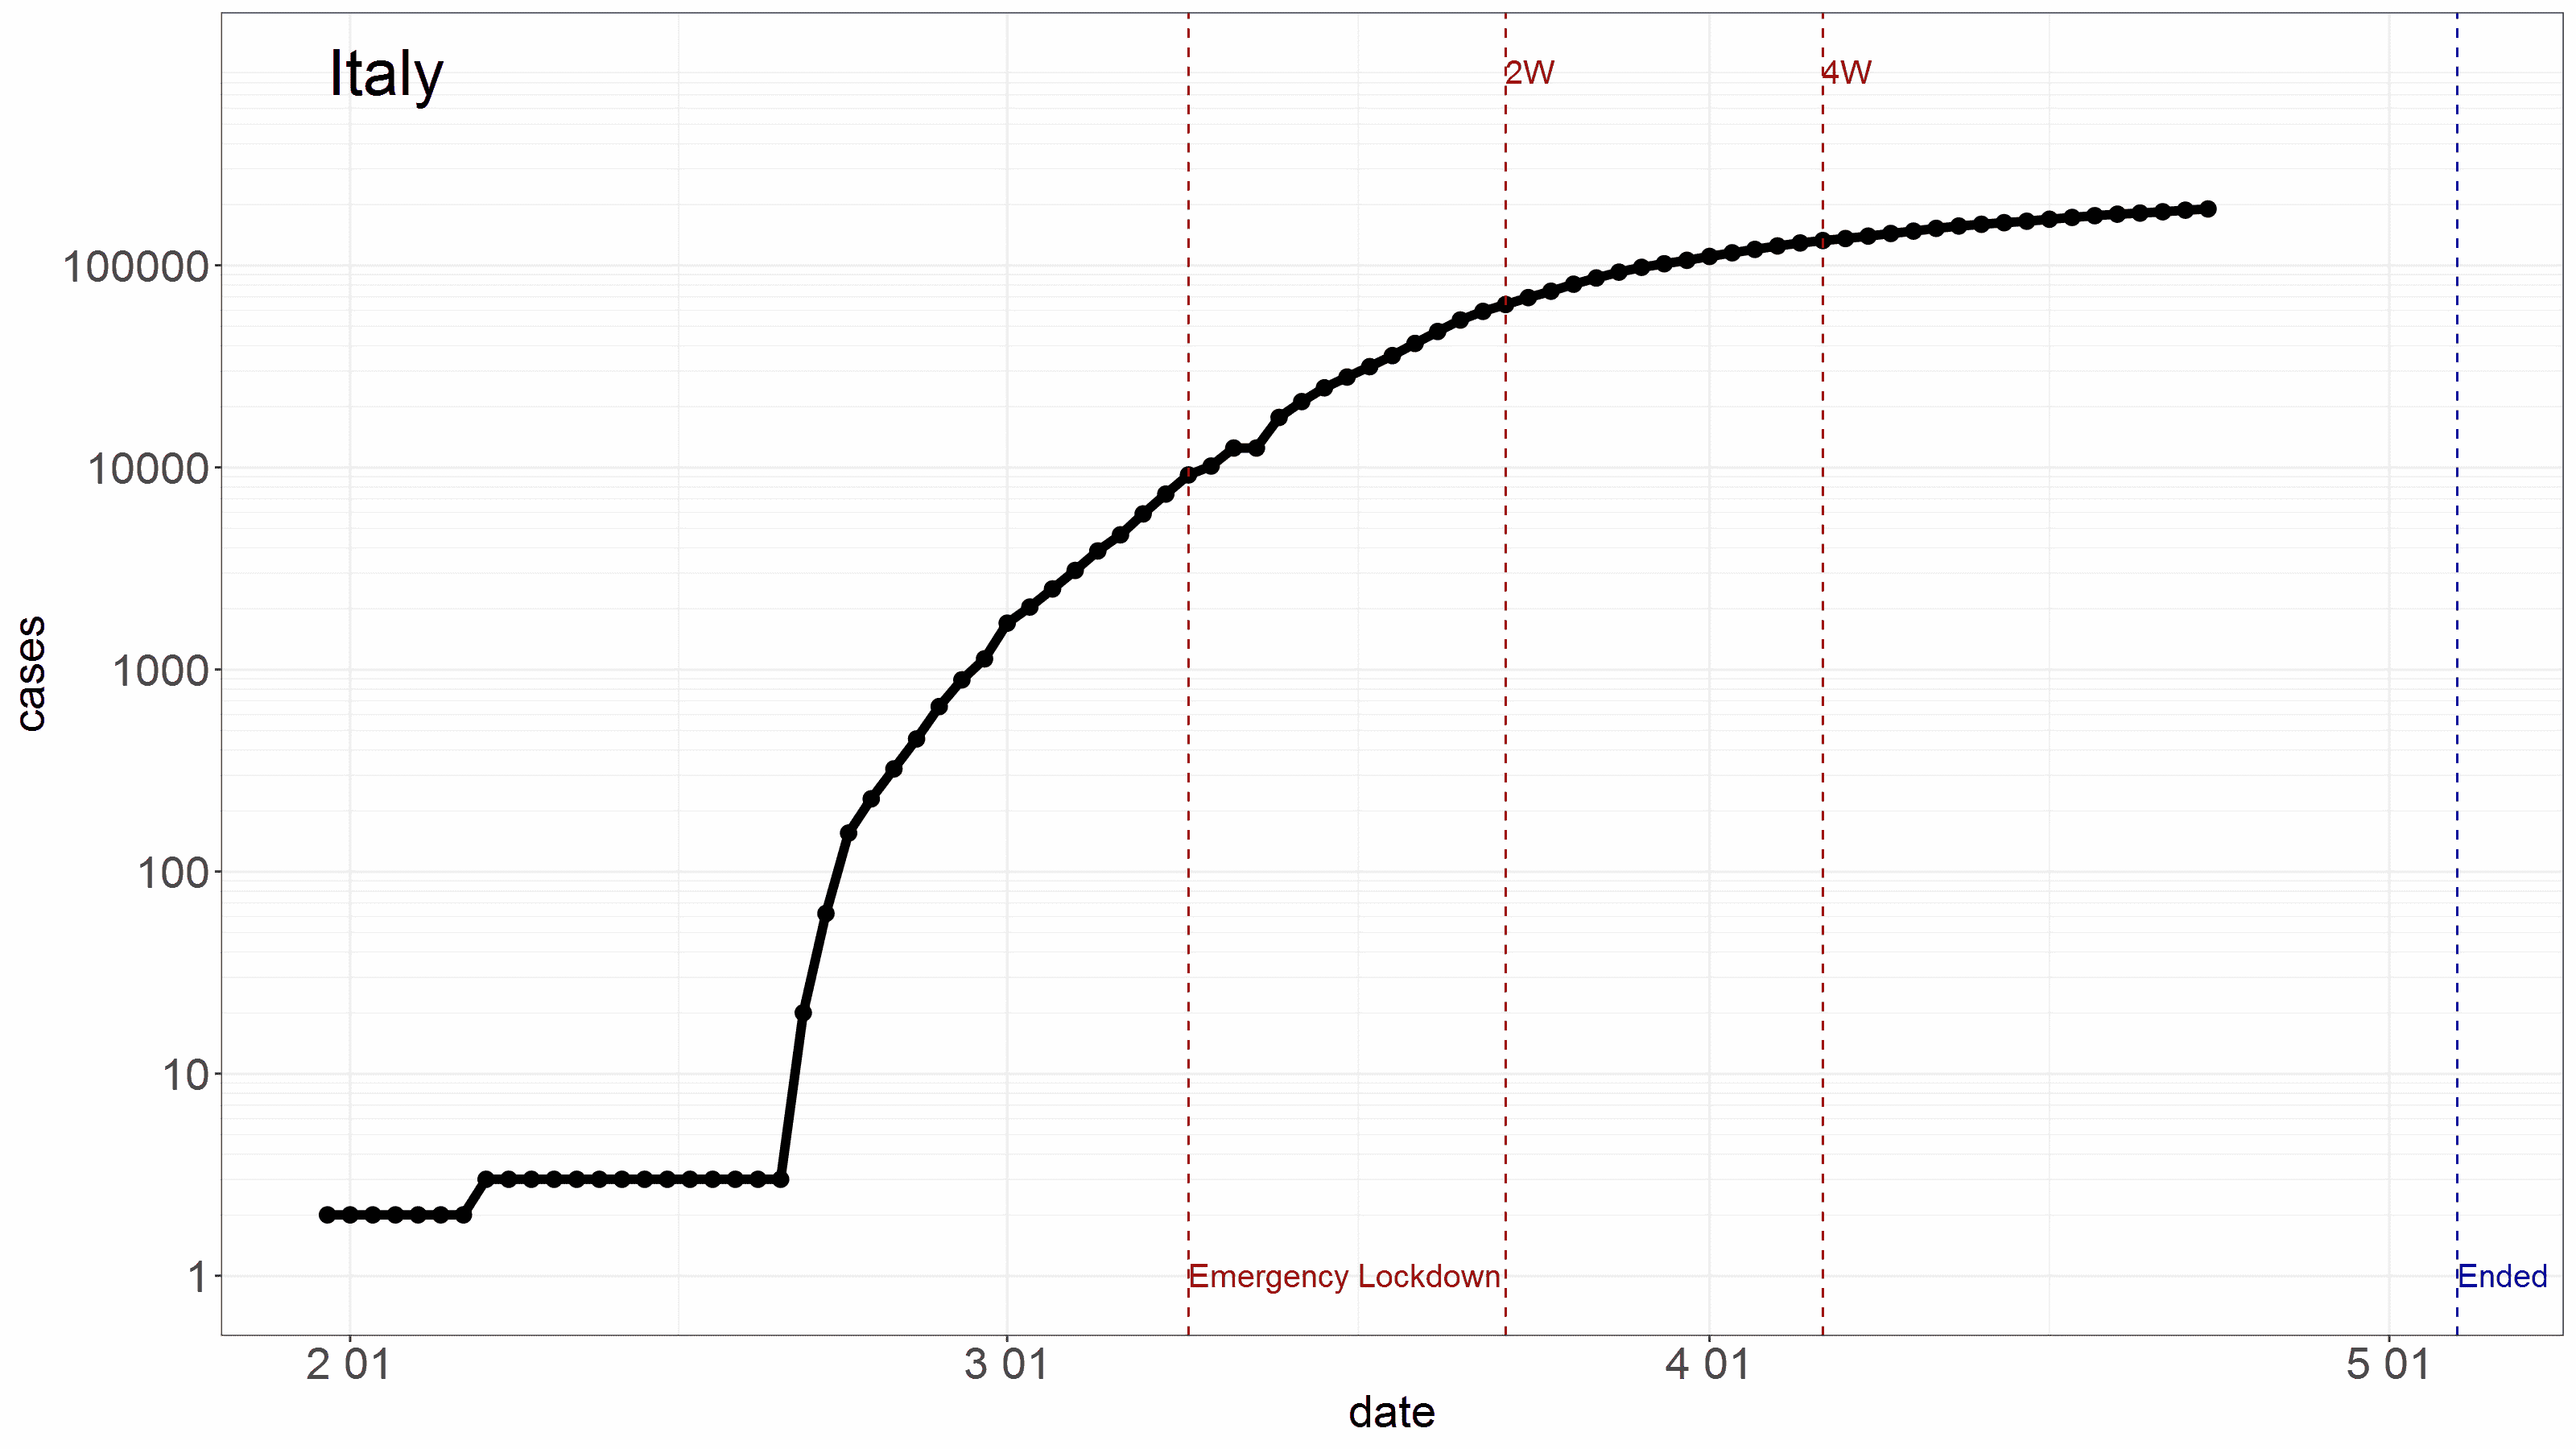 Italy
2W
4W
100000
10000
1000
100
10
1
cases
Emergency Lockdown
Ended
2 01
3 01
4 01
5 01
date